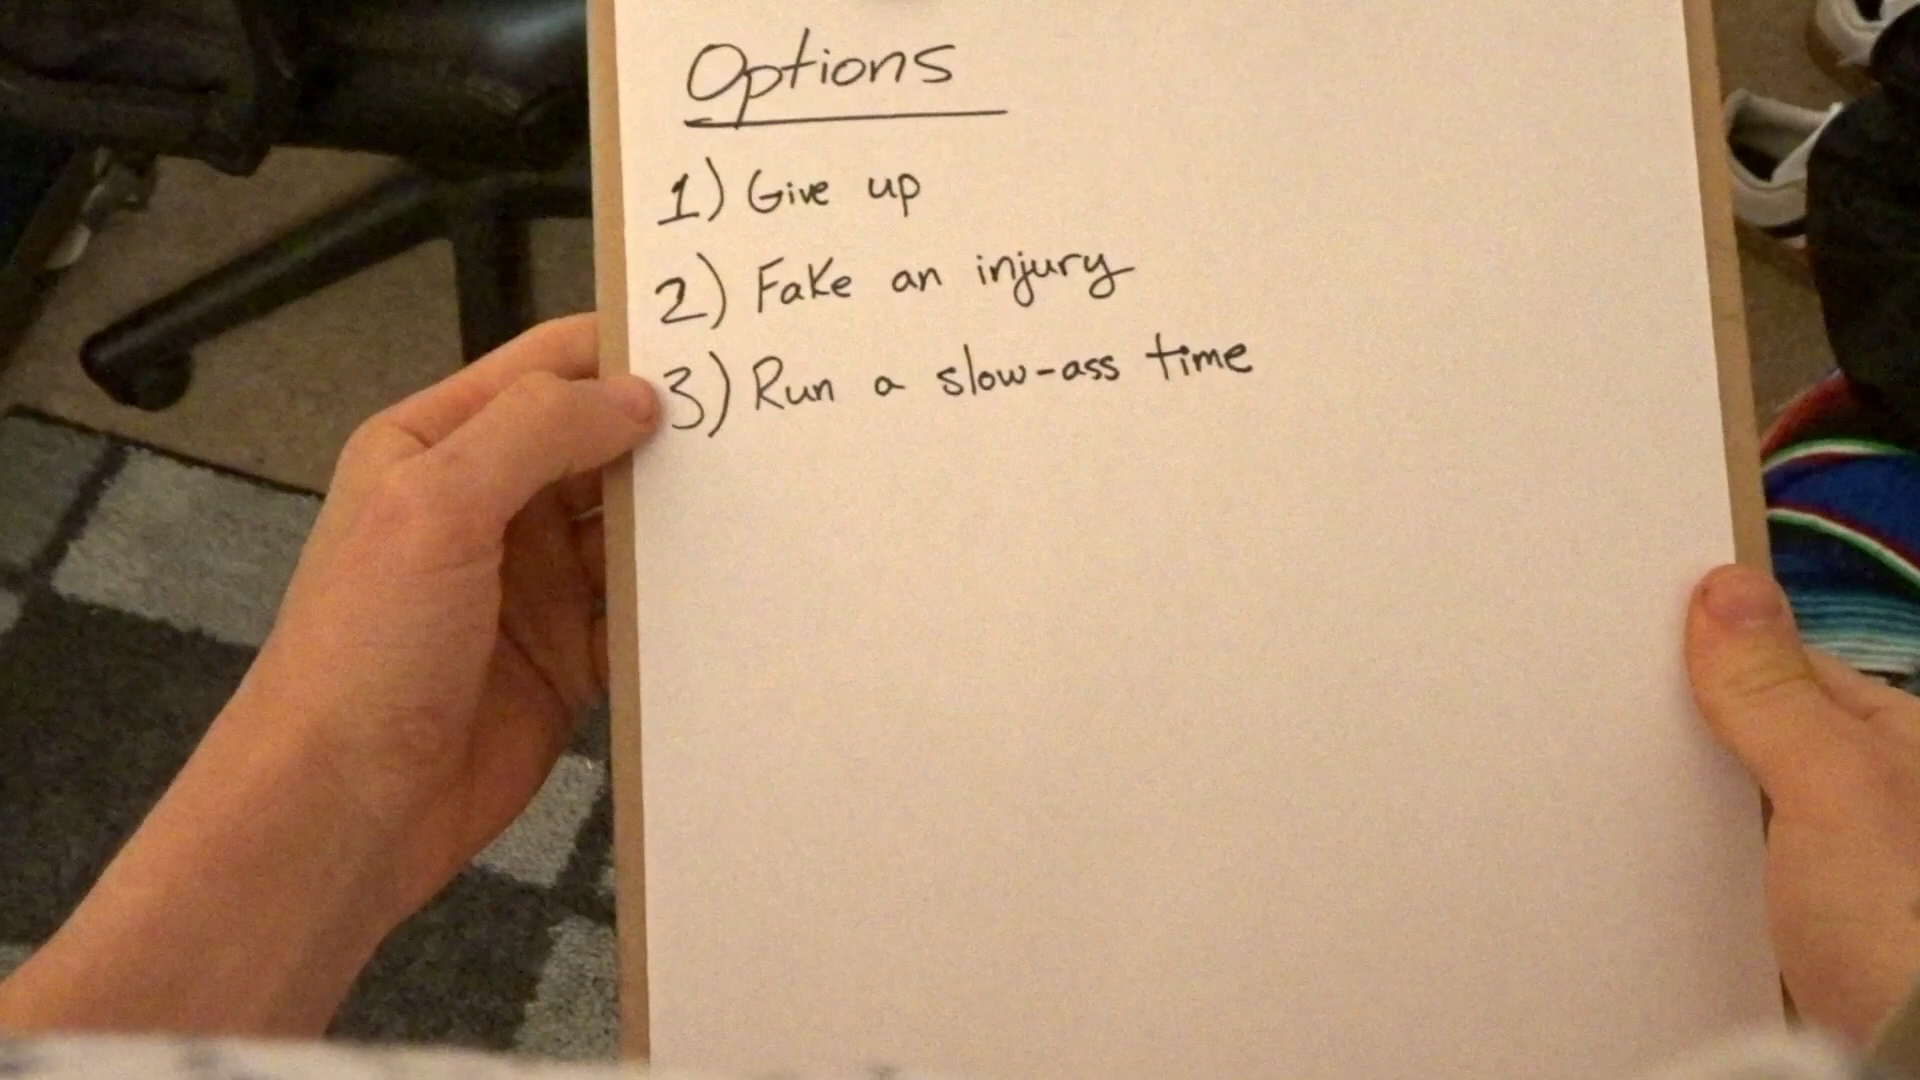 Options
1) Give up
2) Fake an injury
3) Run a slow-ass time